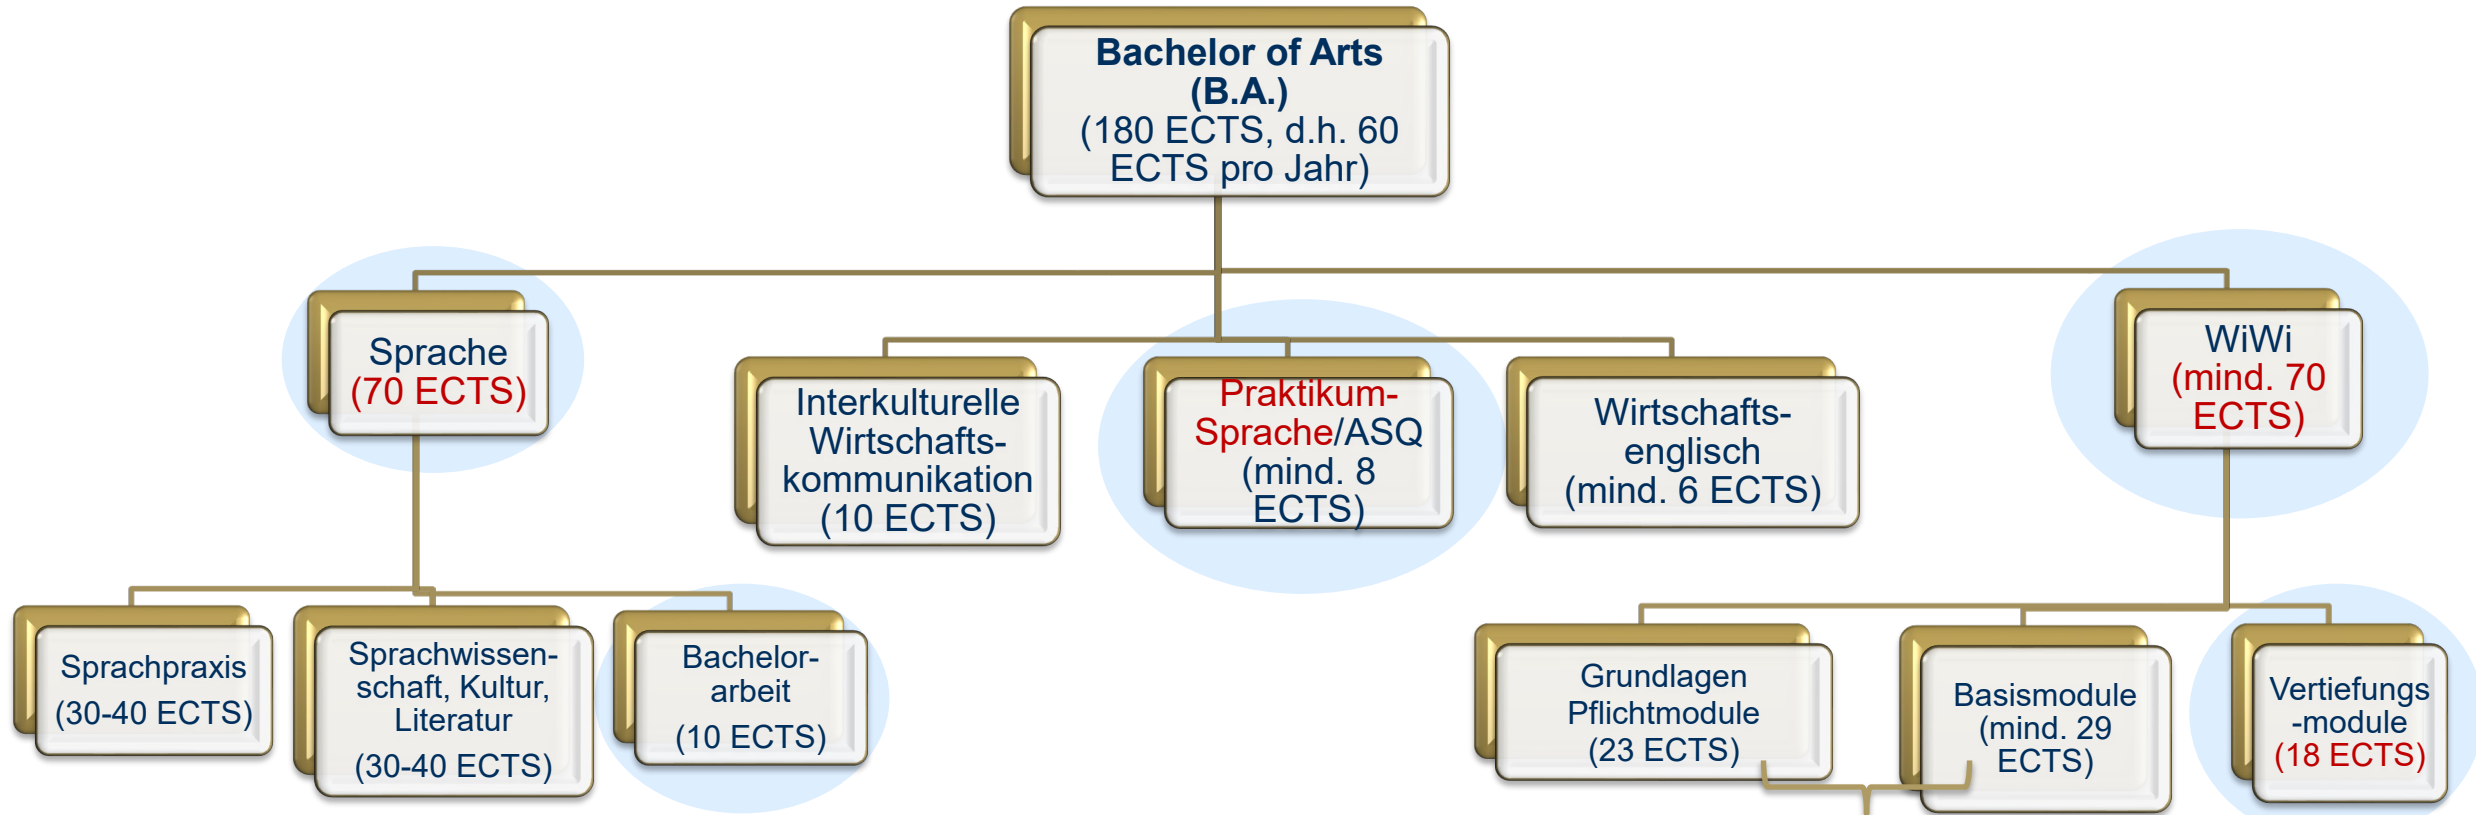 Bachelor of Arts
(B.A.)
(180 ECTS, d.h. 60
ECTS pro Jahr)
Sprache
(70 ECTS)
Interkulturelle
Wirtschafts-
kommunikation
(10 ECTS)
Praktikum-
Sprache/ASQ
(mind. 8
ECTS)
Wirtschafts-
englisch
(mind. 6 ECTS)
WiWi
(mind. 70
ECTS)
Sprachpraxis
(30-40 ECTS)
Sprachwissen-
schaft, Kultur,
Literatur
(30-40 ECTS)
Bachelor-
arbeit
(10 ECTS)
Grundlagen
Pflichtmodule
(23 ECTS)
Basismodule
(mind. 29
ECTS)
Vertiefungs
-module
(18 ECTS)